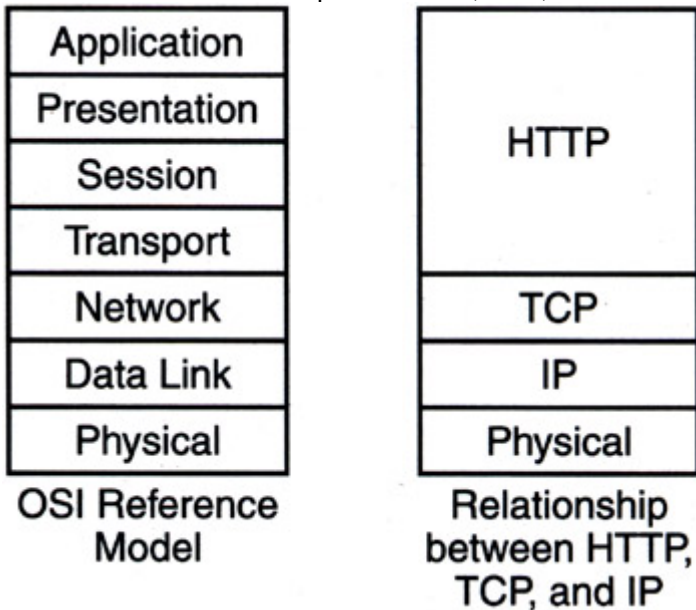 Application
Presentation
Session
Transport
Network
Data Link
Physical
OSI Reference
Model
HTTP
TCP
IP
Physical
Relationship
between HTTP,
TCP, and IP